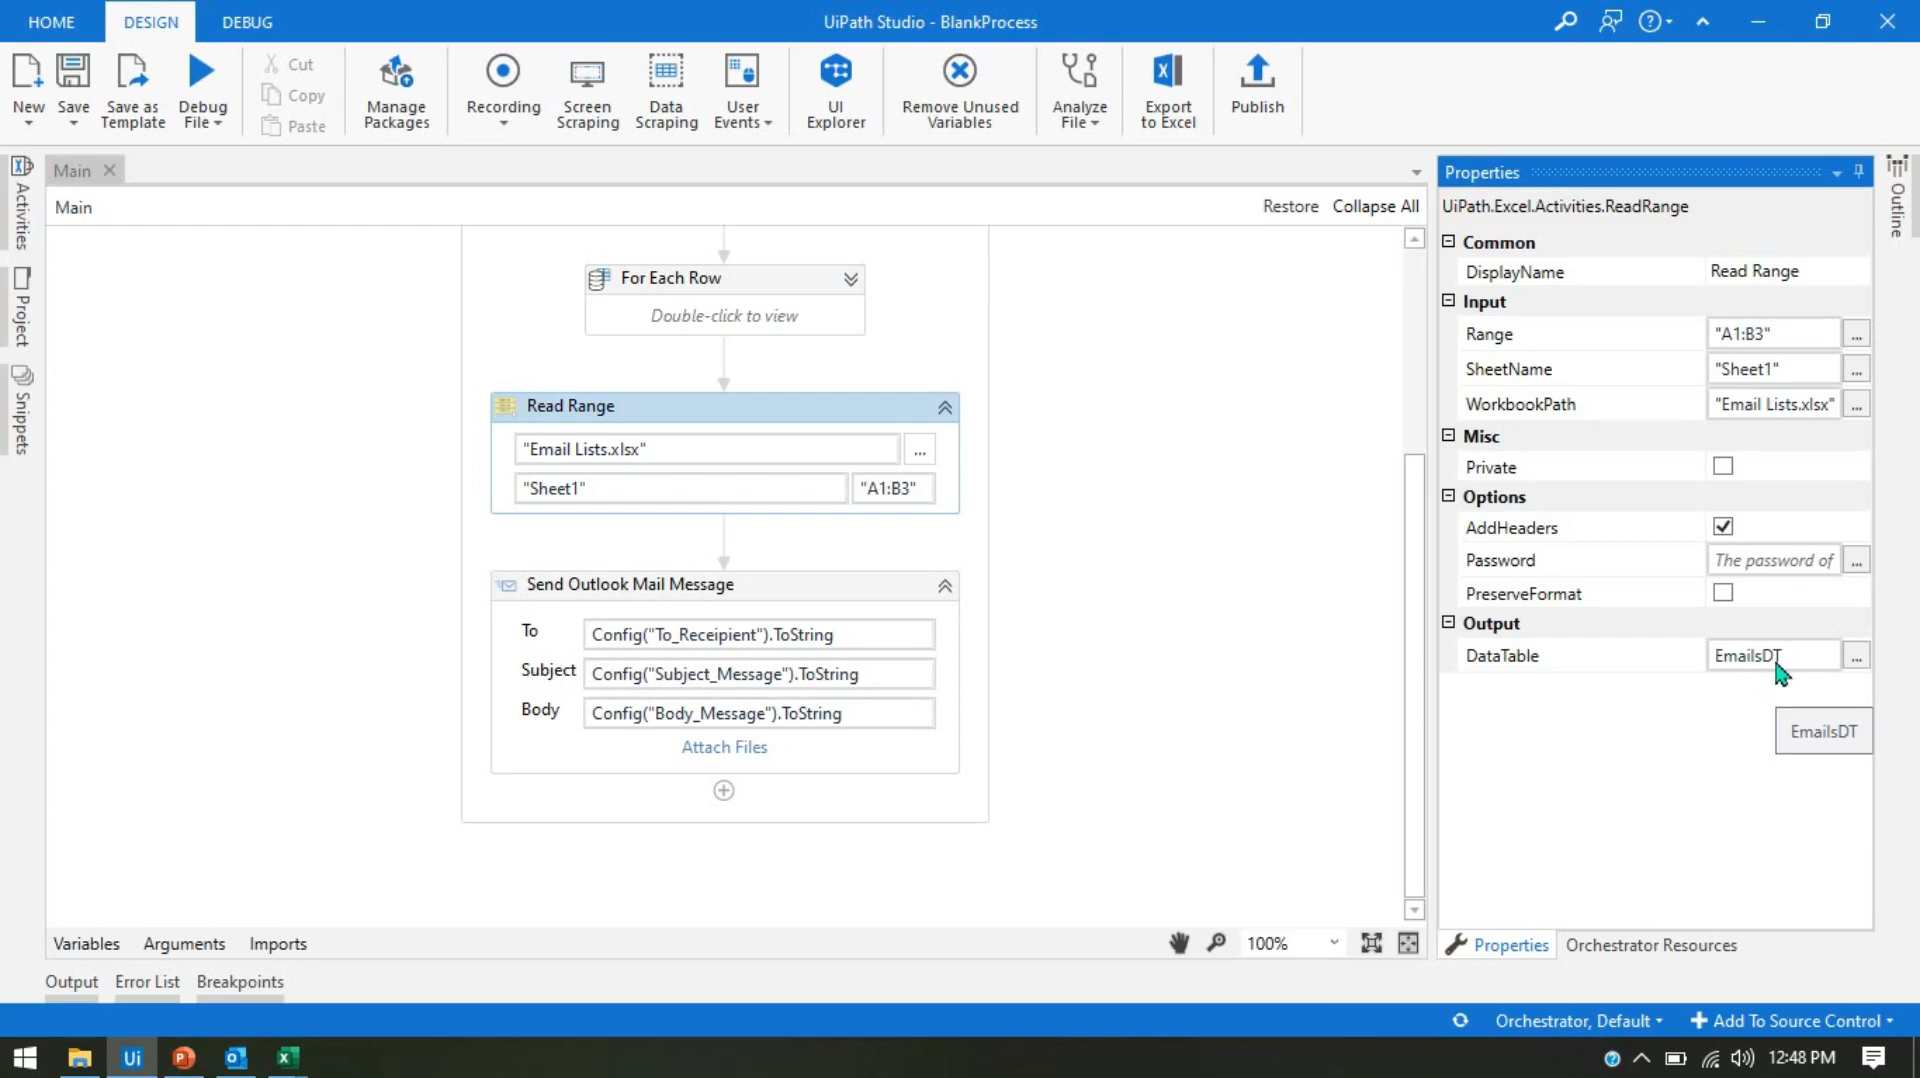 HOME
DESIGN
DEBUG
UiPath Studio - BlankProcess
New
Save
Save as Template
Debug File
Cut
Copy
Paste
Manage Packages
Recording
Screen Scraping
Data Scraping
User Events
UI Explorer
Remove Unused Variables
Analyze File
Export to Excel
Publish
Activities
Project
Snippets
Main
Main
Restore
Collapse All
For Each Row
Double-click to view
Read Range
"Email Lists.xlsx"
...
"Sheet1"
"A1:B3"
Send Outlook Mail Message
To
Config("To_Receipient").ToString
Subject
Config("Subject_Message").ToString
Body
Config("Body_Message").ToString
Attach Files
Properties
UiPath.Excel.Activities.ReadRange
Common
DisplayName
Read Range
Input
Range
"A1:B3"
...
SheetName
"Sheet1"
...
WorkbookPath
"Email Lists.xlsx"
...
Misc
Private
Options
AddHeaders
Password
The password of
...
PreserveFormat
Output
DataTable
EmailsDT
...
EmailsDT
Outline
Variables
Arguments
Imports
100%
Properties
Orchestrator Resources
Output
Error List
Breakpoints
Orchestrator, Default
Add To Source Control
Ui
12:48 PM